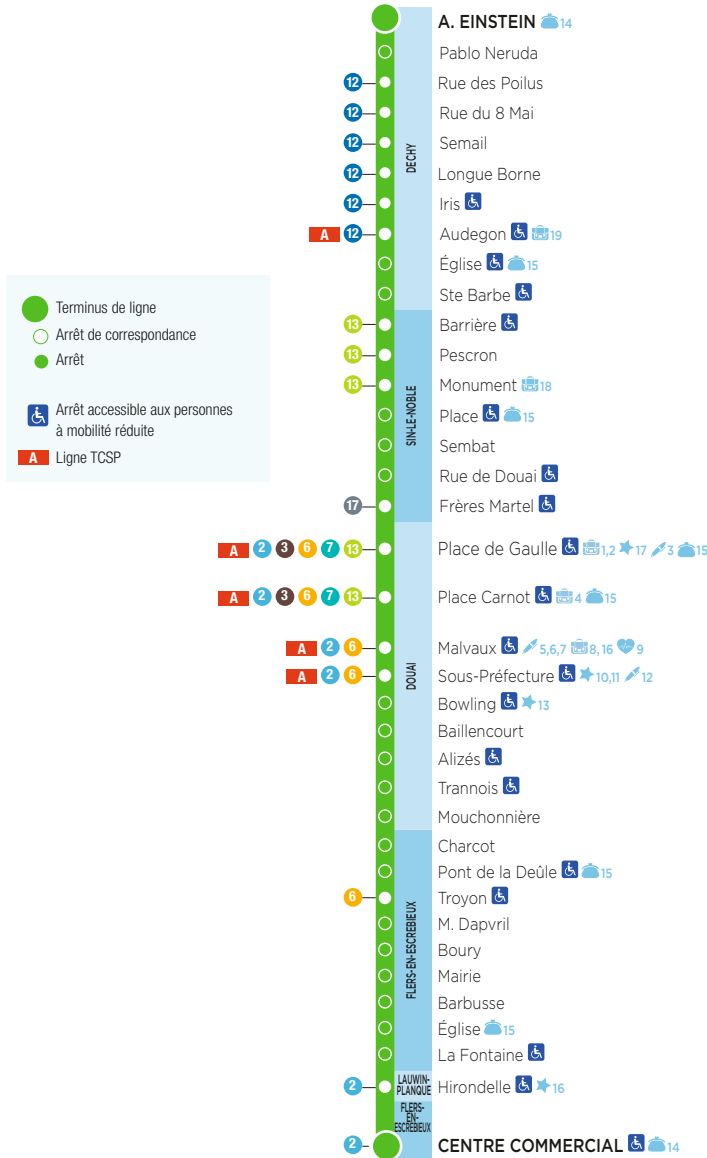 A. EINSTEIN 14
Pablo Neruda
12 Rue des Poilus
12 Rue du 8 Mai
12 Semail
12 Longue Borne
12 Iris
A 12 Audegon 19
Église 15
Ste Barbe
DECHY
13 Barrière
13 Pescron
13 Monument 18
Place 15
Sembat
Rue de Douai
17 Frères Martel
SIN-LE-NOBLE
A 2 3 6 7 13 Place de Gaulle 1,2 17 3 15
A 2 3 6 7 13 Place Carnot 4 15
A 2 6 Malvaux 5,6,7 8,16 9
A 2 6 Sous-Préfecture 10,11 12
Bowling 13
Baillencourt
Alizés
Trannois
Mouchonnière
DOUAI
Charcot
Pont de la Deûle 15
6 Troyon
M. Dapvril
Boury
Mairie
Barbusse
Église 15
La Fontaine
FLERS-EN-ESCREBIEUX
2 Hirondelle 16
LAUWIN-
PLANQUE
FLERS-
EN-
ESCREBIEUX
2 CENTRE COMMERCIAL 14
Terminus de ligne
Arrêt de correspondance
Arrêt
Arrêt accessible aux personnes
à mobilité réduite
A Ligne TCSP